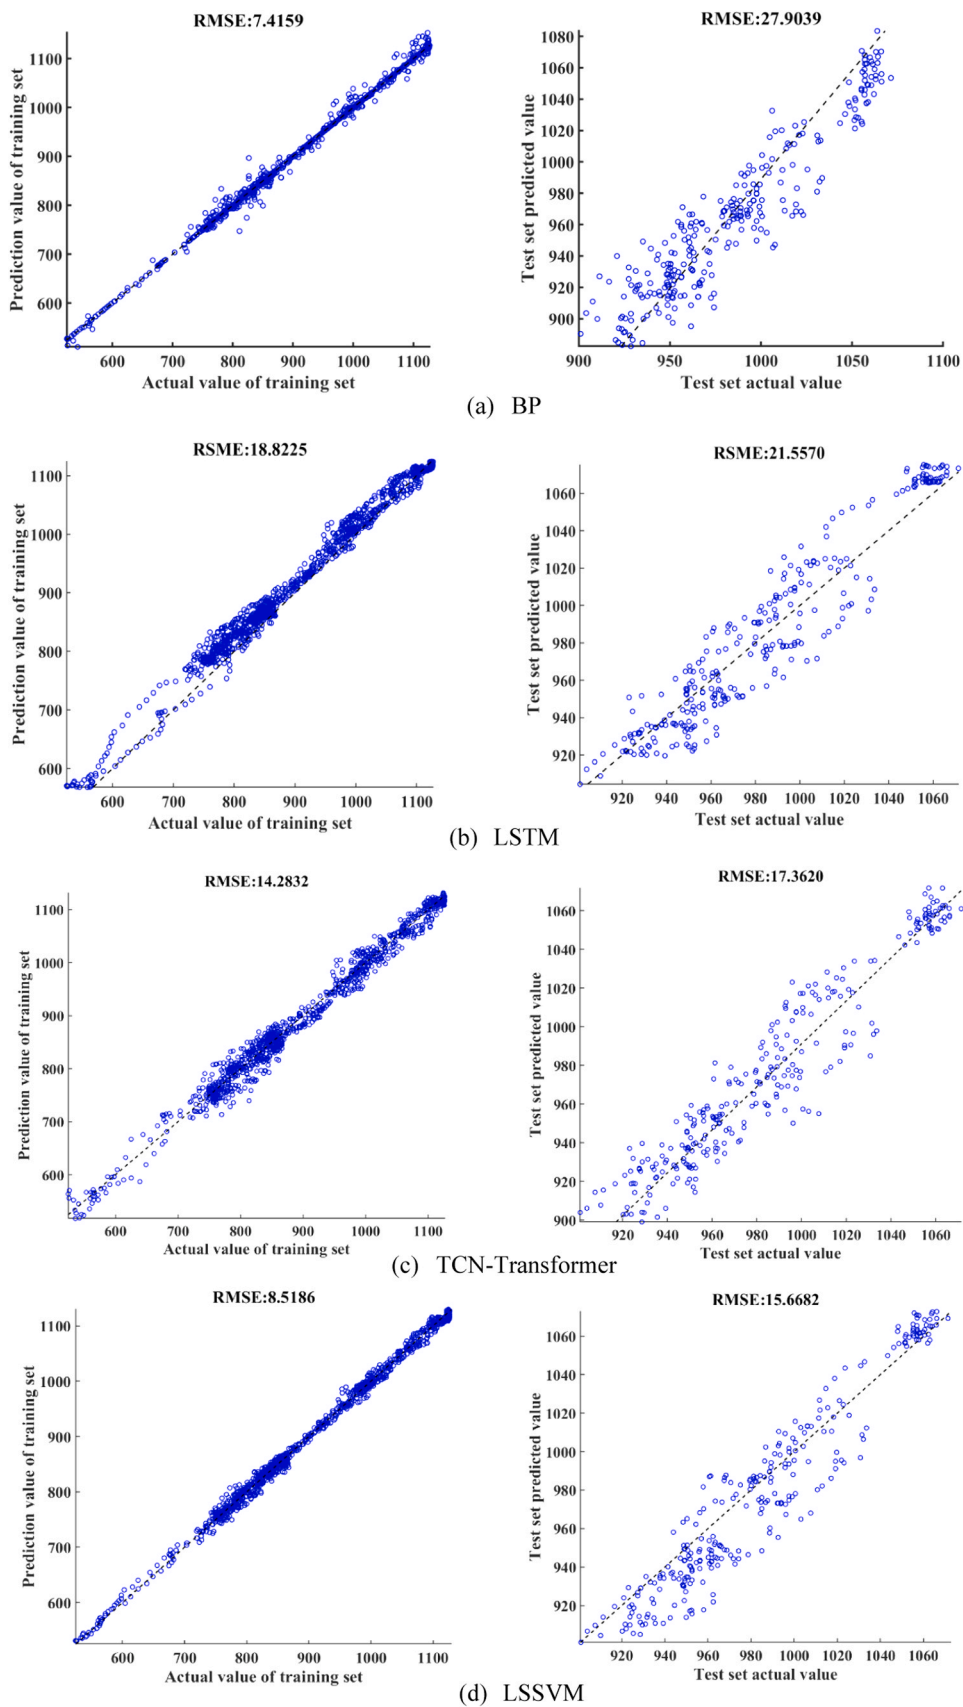 RMSE:7.4159
Prediction value of training set
1100
1000
900
800
700
600
600 700 800 900 1000 1100
Actual value of training set
RMSE:27.9039
Test set predicted value
1080
1060
1040
1020
1000
980
960
940
920
900
900 950 1000 1050 1100
Test set actual value
(a) BP
RSME:18.8225
Prediction value of training set
1100
1000
900
800
700
600
600 700 800 900 1000 1100
Actual value of training set
RSME:21.5570
Test set predicted value
1060
1040
1020
1000
980
960
940
920
920 940 960 980 1000 1020 1040 1060
Test set actual value
(b) LSTM
RMSE:14.2832
Prediction value of training set
1100
1000
900
800
700
600
600 700 800 900 1000 1100
Actual value of training set
RMSE:17.3620
Test set predicted value
1060
1040
1020
1000
980
960
940
920
900
920 940 960 980 1000 1020 1040 1060
Test set actual value
(c) TCN-Transformer
RMSE:8.5186
Prediction value of training set
1100
1000
900
800
700
600
600 700 800 900 1000 1100
Actual value of training set
RMSE:15.6682
Test set predicted value
1060
1040
1020
1000
980
960
940
920
920 940 960 980 1000 1020 1040 1060
Test set actual value
(d) LSSVM